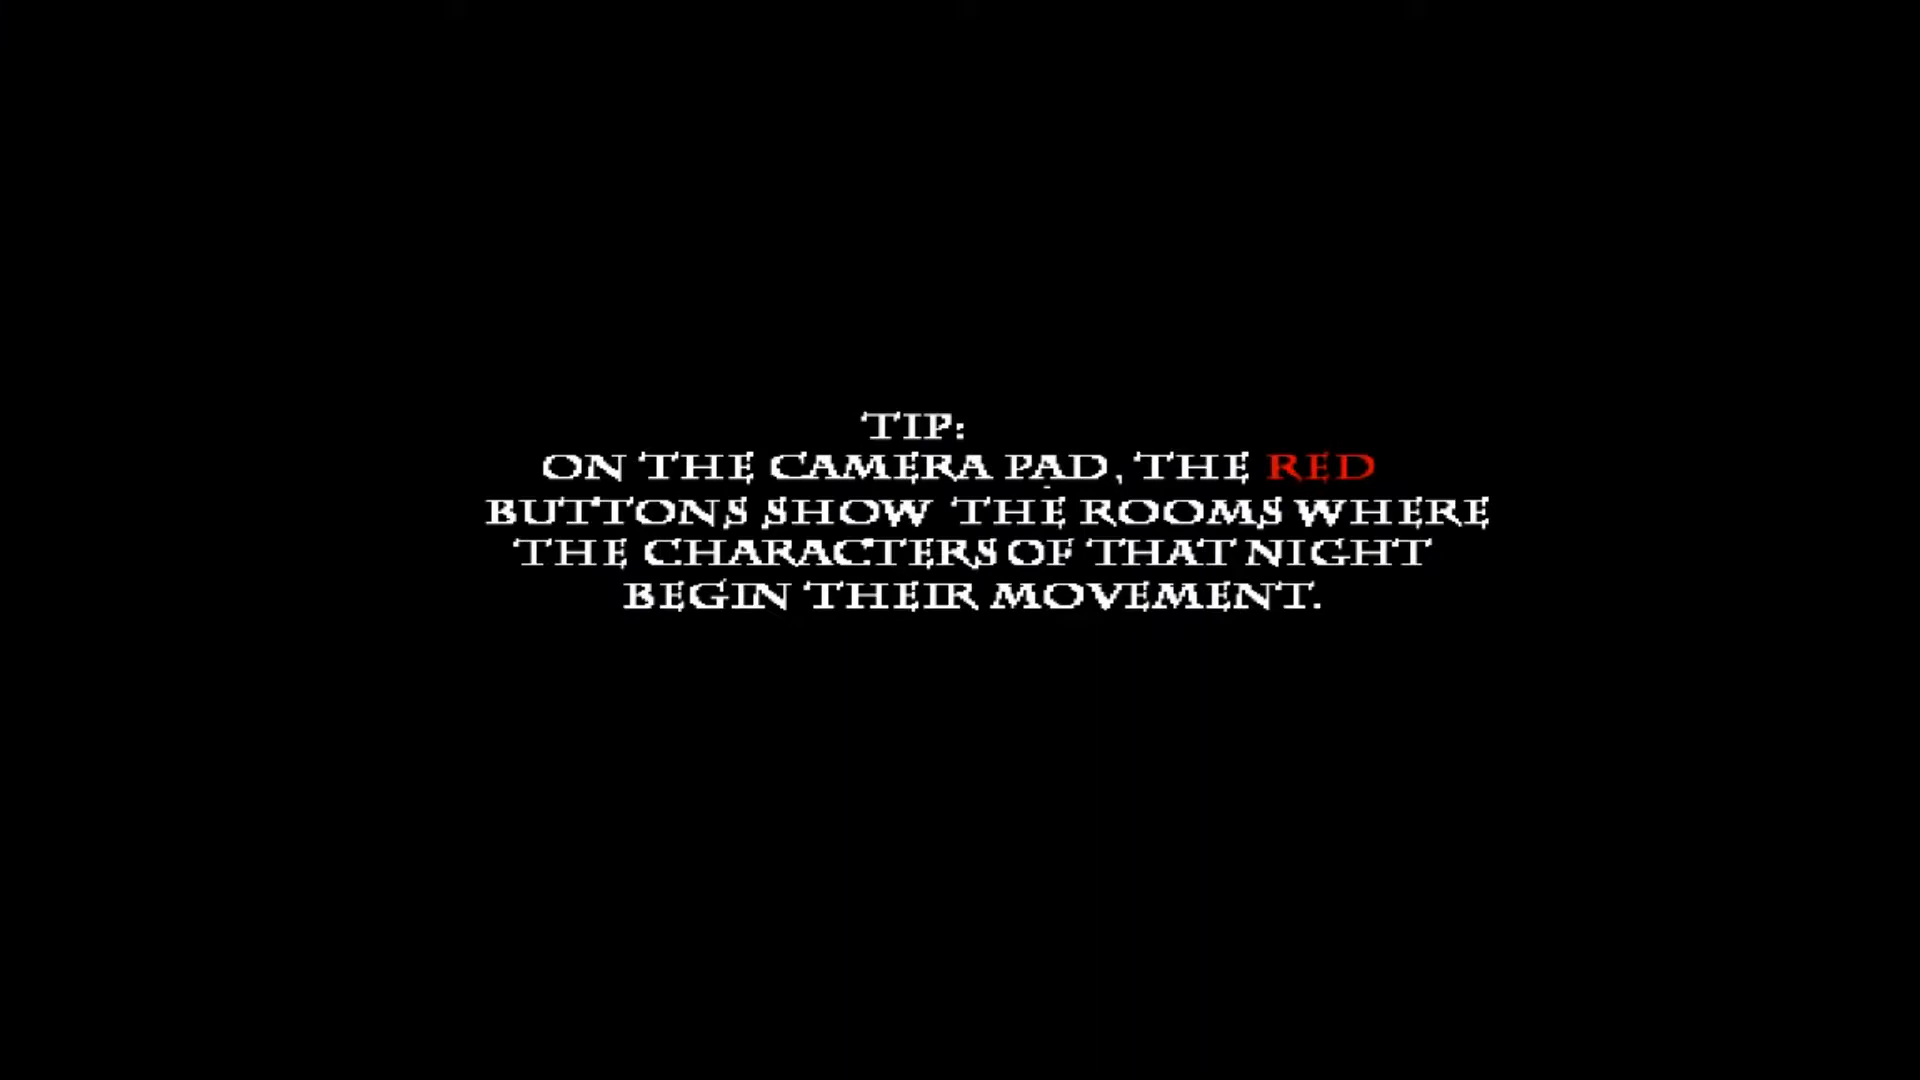 TIP:
ON THE CAMERA PAD, THE RED
BUTTONS SHOW THE ROOMS WHERE
THE CHARACTERS OF THAT NIGHT
BEGIN THEIR MOVEMENT.